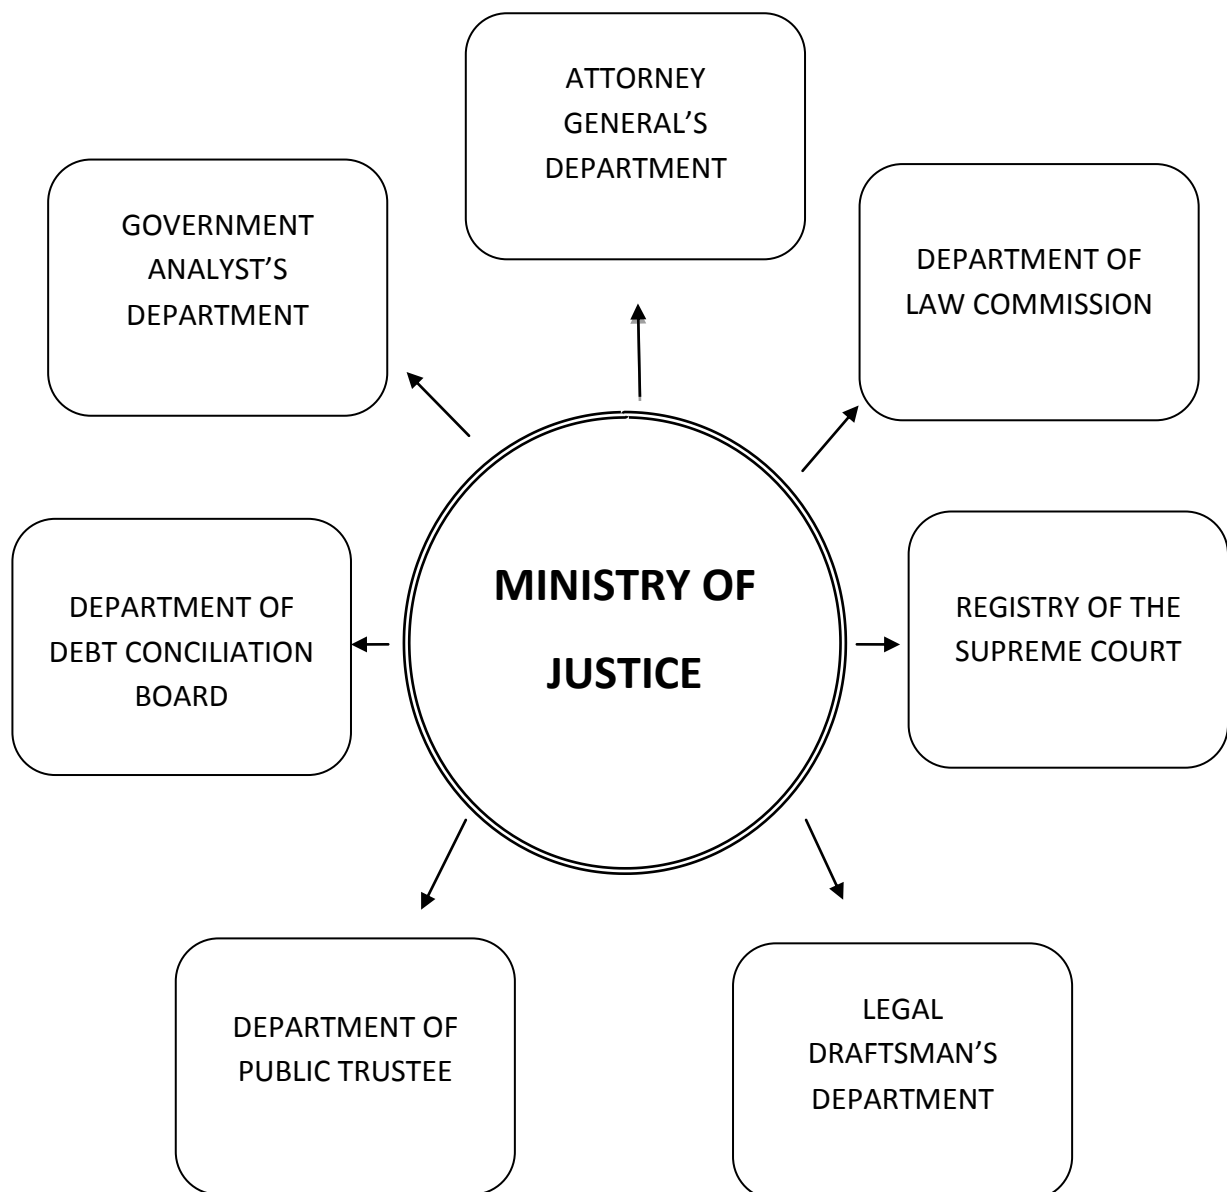 ATTORNEY
GENERAL’S
DEPARTMENT
GOVERNMENT
ANALYST’S
DEPARTMENT
DEPARTMENT OF
LAW COMMISSION
MINISTRY OF
JUSTICE
DEPARTMENT OF
DEBT CONCILIATION
BOARD
REGISTRY OF THE
SUPREME COURT
DEPARTMENT OF
PUBLIC TRUSTEE
LEGAL
DRAFTSMAN’S
DEPARTMENT